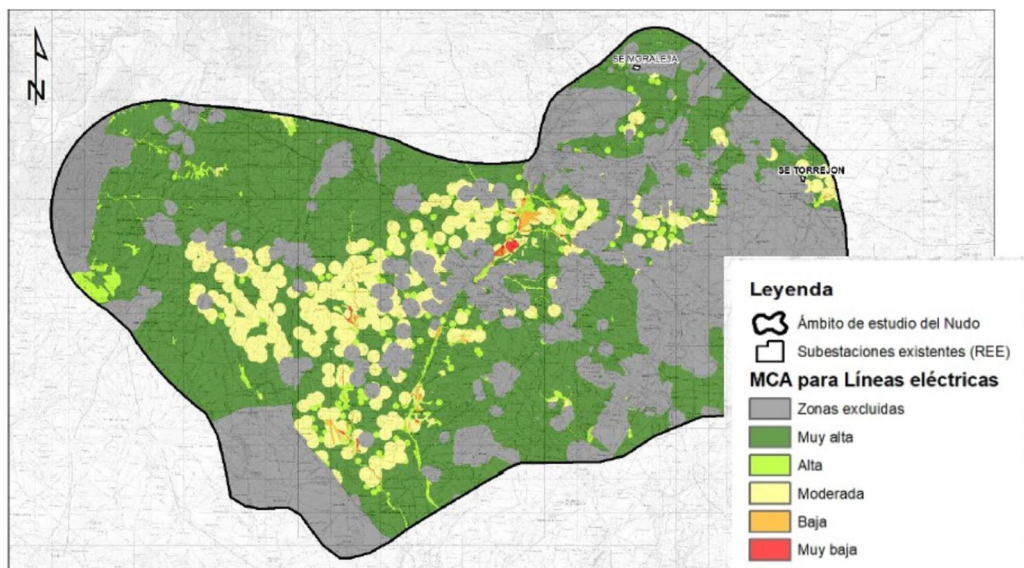 N
SE MORALEJA
SE TORREJON
Leyenda
Ámbito de estudio del Nudo
Subestaciones existentes (REE)
MCA para Líneas eléctricas
Zonas excluidas
Muy alta
Alta
Moderada
Baja
Muy baja